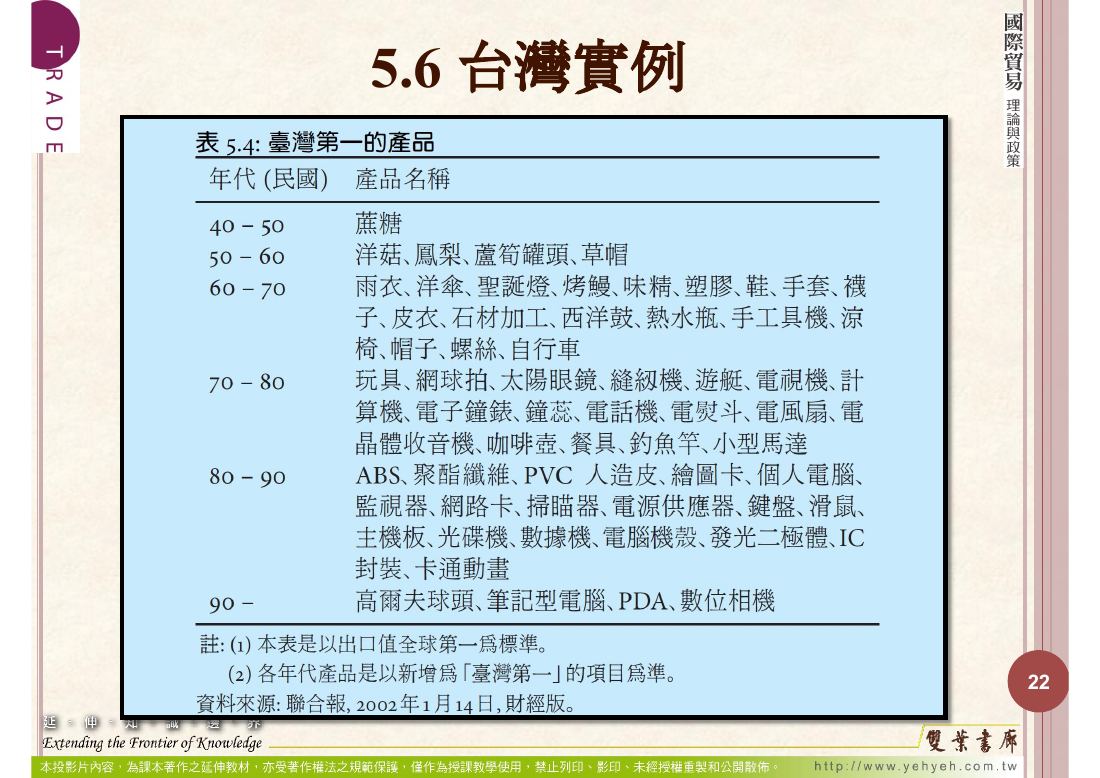 TRADE
國際貿易 理論與政策
5.6 台灣實例
表 5.4: 臺灣第一的產品
年代 (民國) 產品名稱
40 – 50 蔗糖
50 – 60 洋菇、鳳梨、蘆筍罐頭、草帽
60 – 70 雨衣、洋傘、聖誕燈、烤鰻、味精、塑膠、鞋、手套、襪
子、皮衣、石材加工、西洋鼓、熱水瓶、手工具機、涼
椅、帽子、螺絲、自行車
70 – 80 玩具、網球拍、太陽眼鏡、縫紉機、遊艇、電視機、計
算機、電子鐘錶、鐘蕊、電話機、電熨斗、電風扇、電
晶體收音機、咖啡壺、餐具、釣魚竿、小型馬達
80 – 90 ABS、聚酯纖維、PVC 人造皮、繪圖卡、個人電腦、
監視器、網路卡、掃瞄器、電源供應器、鍵盤、滑鼠、
主機板、光碟機、數據機、電腦機殼、發光二極體、IC
封裝、卡通動畫
90 – 高爾夫球頭、筆記型電腦、PDA、數位相機
註: (1) 本表是以出口值全球第一爲標準。
(2) 各年代產品是以新增爲「臺灣第一」的項目爲準。
資料來源: 聯合報, 2002 年 1 月 14 日, 財經版。
22
延。伸。知。識。邊。界
Extending the Frontier of Knowledge
雙葉書廊
本投影片內容，為課本著作之延伸教材，亦受著作權法之規範保護，僅作為授課教學使用，禁止列印、影印、未經授權重製和公開散佈。
http://www.yehyeh.com.tw